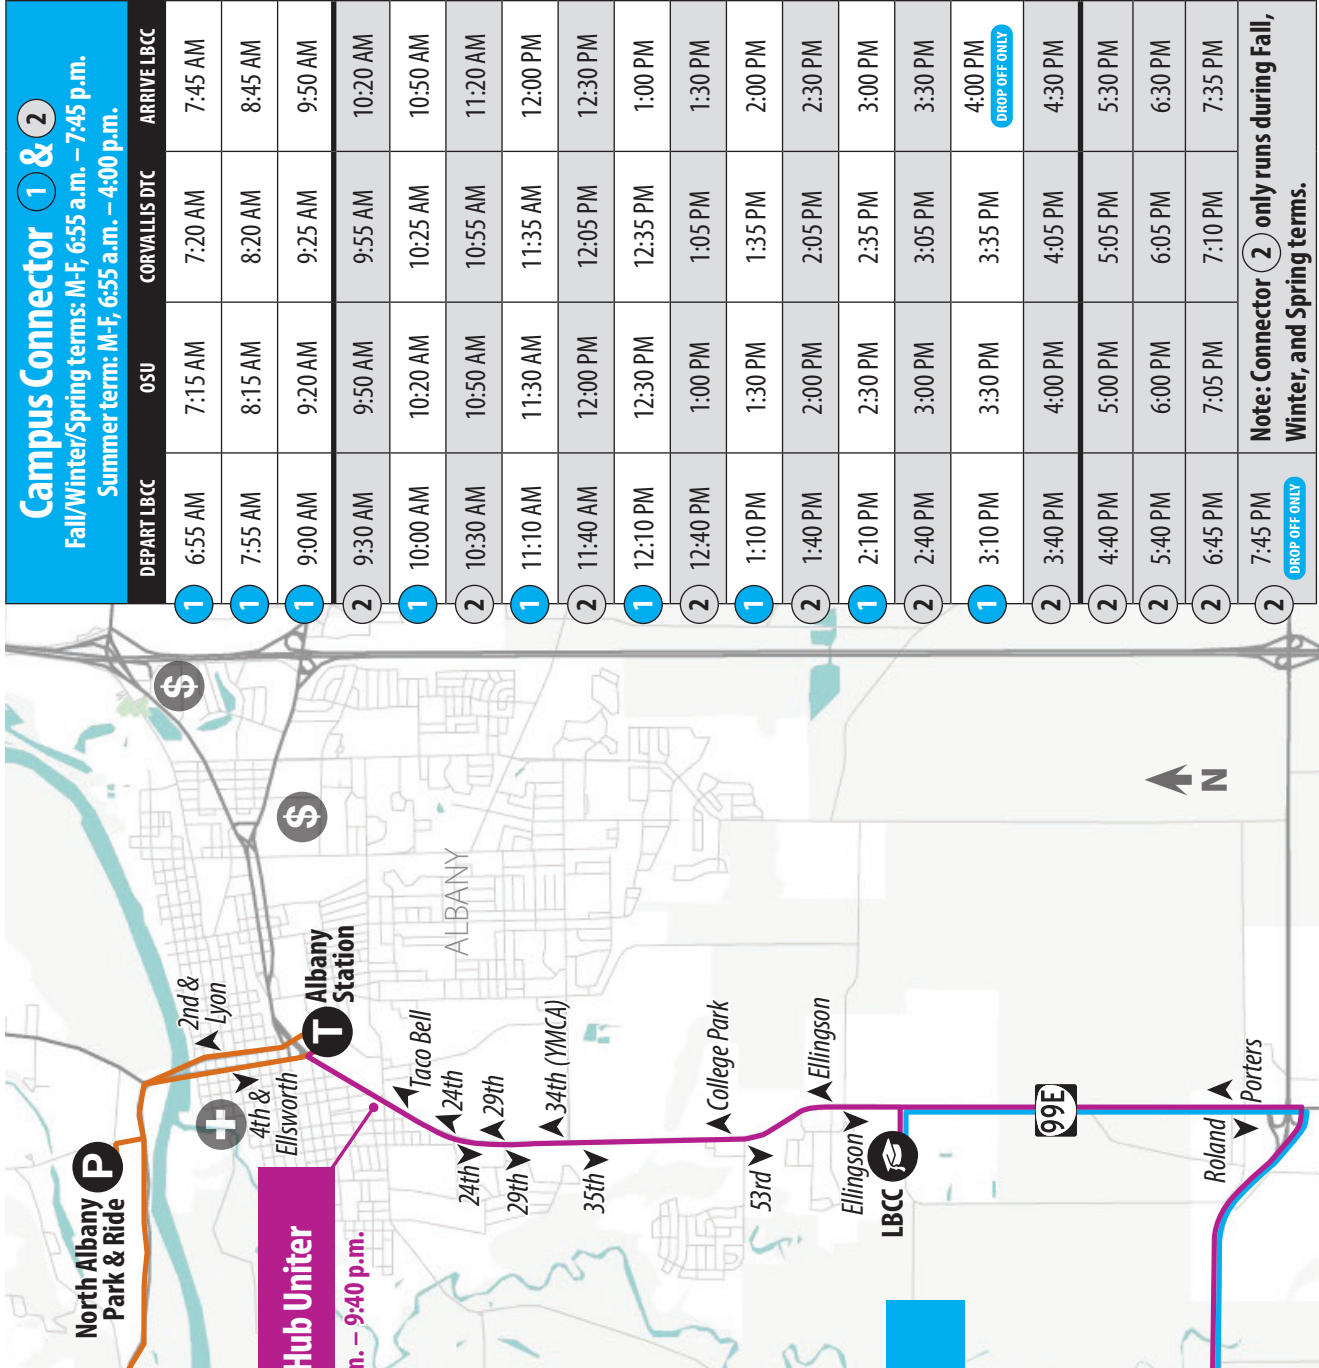 Campus Connector 1 & 2
Fall/Winter/Spring terms: M-F, 6:55 a.m. – 7:45 p.m.
Summer term: M-F, 6:55 a.m. – 4:00 p.m.
DEPART LBCC OSU CORVALLIS DTC ARRIVE LBCC
1 6:55 AM 7:15 AM 7:20 AM 7:45 AM
1 7:55 AM 8:15 AM 8:20 AM 8:45 AM
1 9:00 AM 9:20 AM 9:25 AM 9:50 AM
2 9:30 AM 9:50 AM 9:55 AM 10:20 AM
1 10:00 AM 10:20 AM 10:25 AM 10:50 AM
2 10:30 AM 10:50 AM 10:55 AM 11:20 AM
1 11:10 AM 11:30 AM 11:35 AM 12:00 PM
2 11:40 AM 12:00 PM 12:05 PM 12:30 PM
1 12:10 PM 12:30 PM 12:35 PM 1:00 PM
2 12:40 PM 1:00 PM 1:05 PM 1:30 PM
1 1:10 PM 1:30 PM 1:35 PM 2:00 PM
2 1:40 PM 2:00 PM 2:05 PM 2:30 PM
1 2:10 PM 2:30 PM 2:35 PM 3:00 PM
2 2:40 PM 3:00 PM 3:05 PM 3:30 PM
1 3:10 PM 3:30 PM 3:35 PM 4:00 PM
DROP OFF ONLY
2 3:40 PM 4:00 PM 4:05 PM 4:30 PM
2 4:40 PM 5:00 PM 5:05 PM 5:30 PM
2 5:40 PM 6:00 PM 6:05 PM 6:30 PM
2 6:45 PM 7:05 PM 7:10 PM 7:35 PM
2 7:45 PM
DROP OFF ONLY
Note: Connector 2 only runs during Fall,
Winter, and Spring terms.
$
$
ALBANY
N
North Albany
Park & Ride
P
2nd &
Lyon
4th &
Ellsworth
T
Albany
Station
Hub Uniter
m. – 9:40 p.m.
Taco Bell
24th
29th
34th (YMCA)
College Park
Ellingson
24th
29th
35th
53rd
Ellingson
LBCC
99E
Porters
Roland